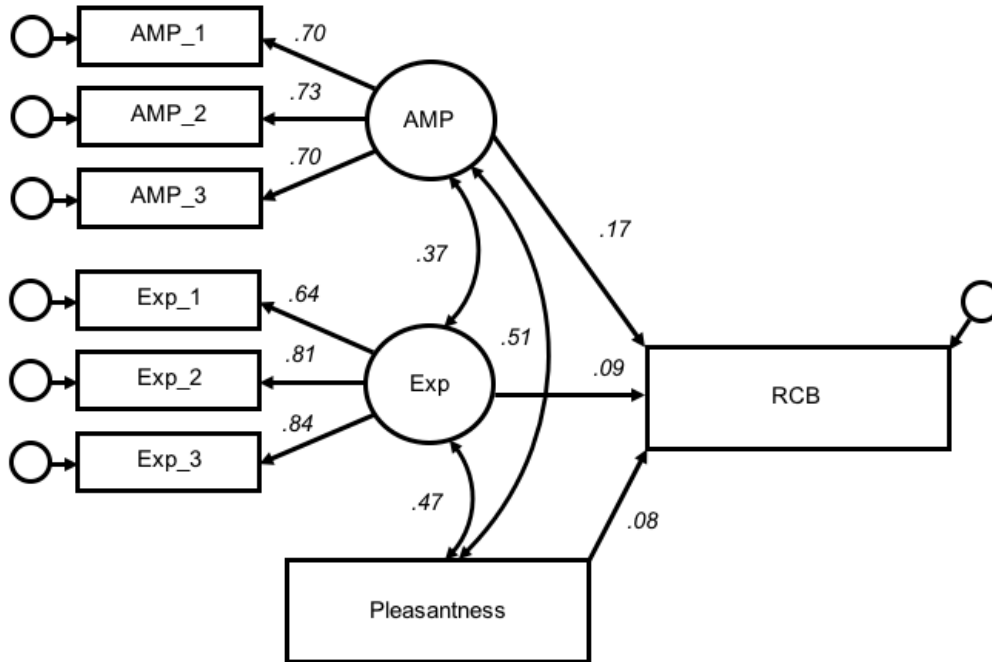 AMP_1
.70
AMP_2
.73
AMP
AMP_3
.70
.17
.37
Exp_1
.64
.51
Exp_2
.81
Exp
.09
RCB
Exp_3
.84
.47
.08
Pleasantness